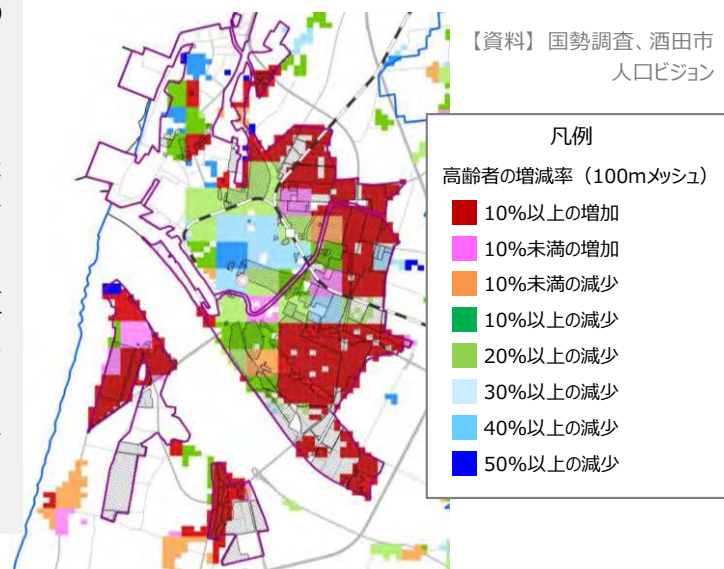 【資料】国勢調査、酒田市
人口ビジョン
凡例
高齢者の増減率（100mメッシュ）
10%以上の増加
10%未満の増加
10%未満の減少
10%以上の減少
20%以上の減少
30%以上の減少
40%以上の減少
50%以上の減少